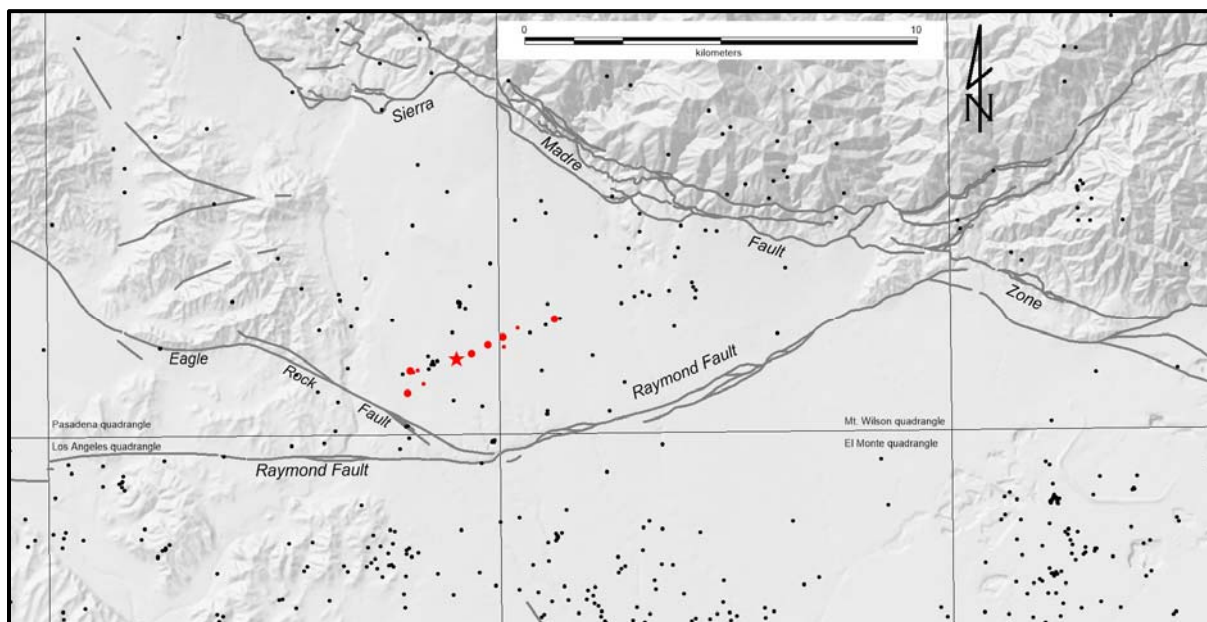 0 10
kilometers
N
Sierra
Madre
Fault
Zone
Eagle
Rock
Fault
Raymond Fault
Pasadena quadrangle
Mt. Wilson quadrangle
Los Angeles quadrangle
El Monte quadrangle
Raymond Fault